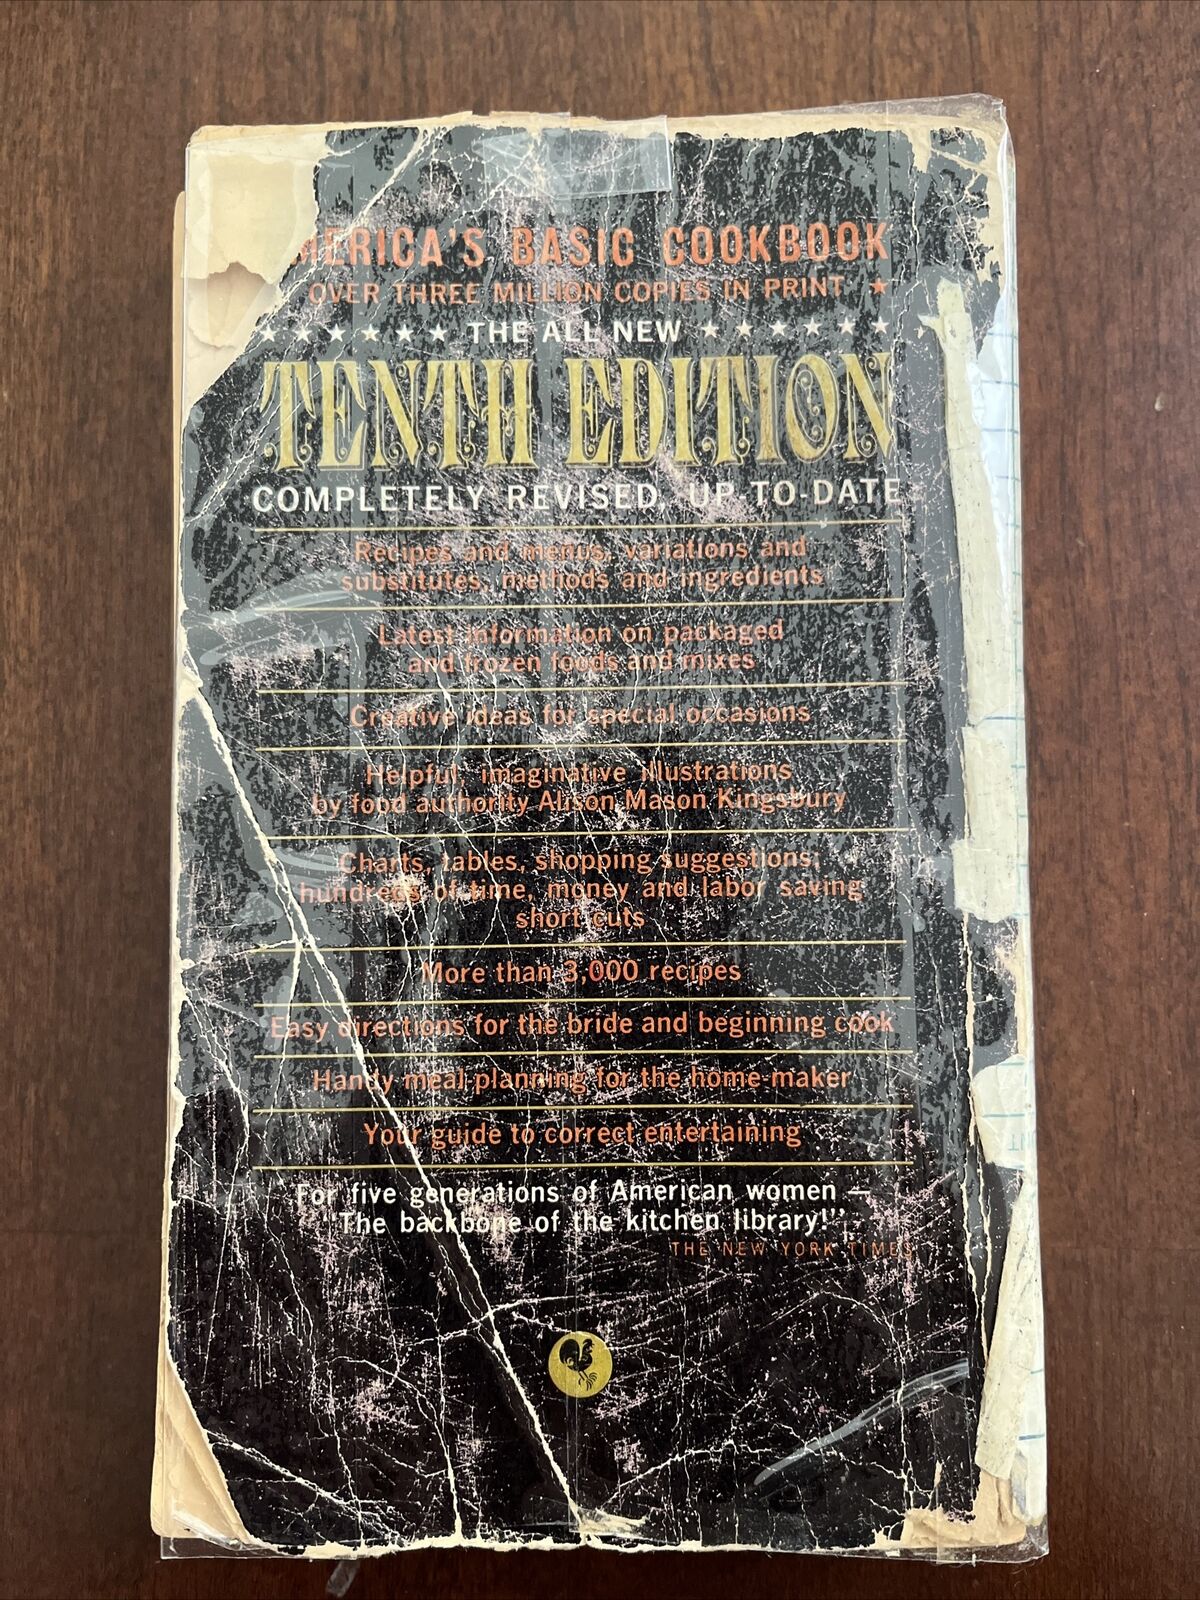 MERICA'S BASIC COOKBOOK
OVER THREE MILLION COPIES IN PRINT ★
★ ★ ★ ★ ★ ★ THE ALL NEW ★ ★ ★ ★ ★ ★
TENTH EDITION
COMPLETELY REVISED, UP-TO-DATE
Recipes and menus, variations and
substitutes, methods and ingredients
Latest information on packaged
and frozen foods and mixes
Creative ideas for special occasions
Helpful, imaginative illustrations
by food authority Alison Mason Kingsbury
Charts, tables, shopping suggestions;
hundreds of time, money and labor saving
short cuts
More than 3,000 recipes
Easy directions for the bride and beginning cook
Handy meal planning for the home-maker
Your guide to correct entertaining
For five generations of American women —
"The backbone of the kitchen library!"
THE NEW YORK TIMES